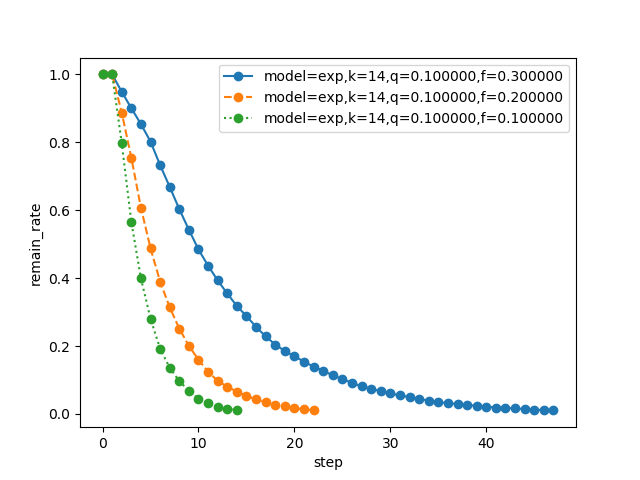 model=exp,k=14,q=0.100000,f=0.300000
model=exp,k=14,q=0.100000,f=0.200000
model=exp,k=14,q=0.100000,f=0.100000
remain_rate
1.0
0.8
0.6
0.4
0.2
0.0
0 10 20 30 40
step